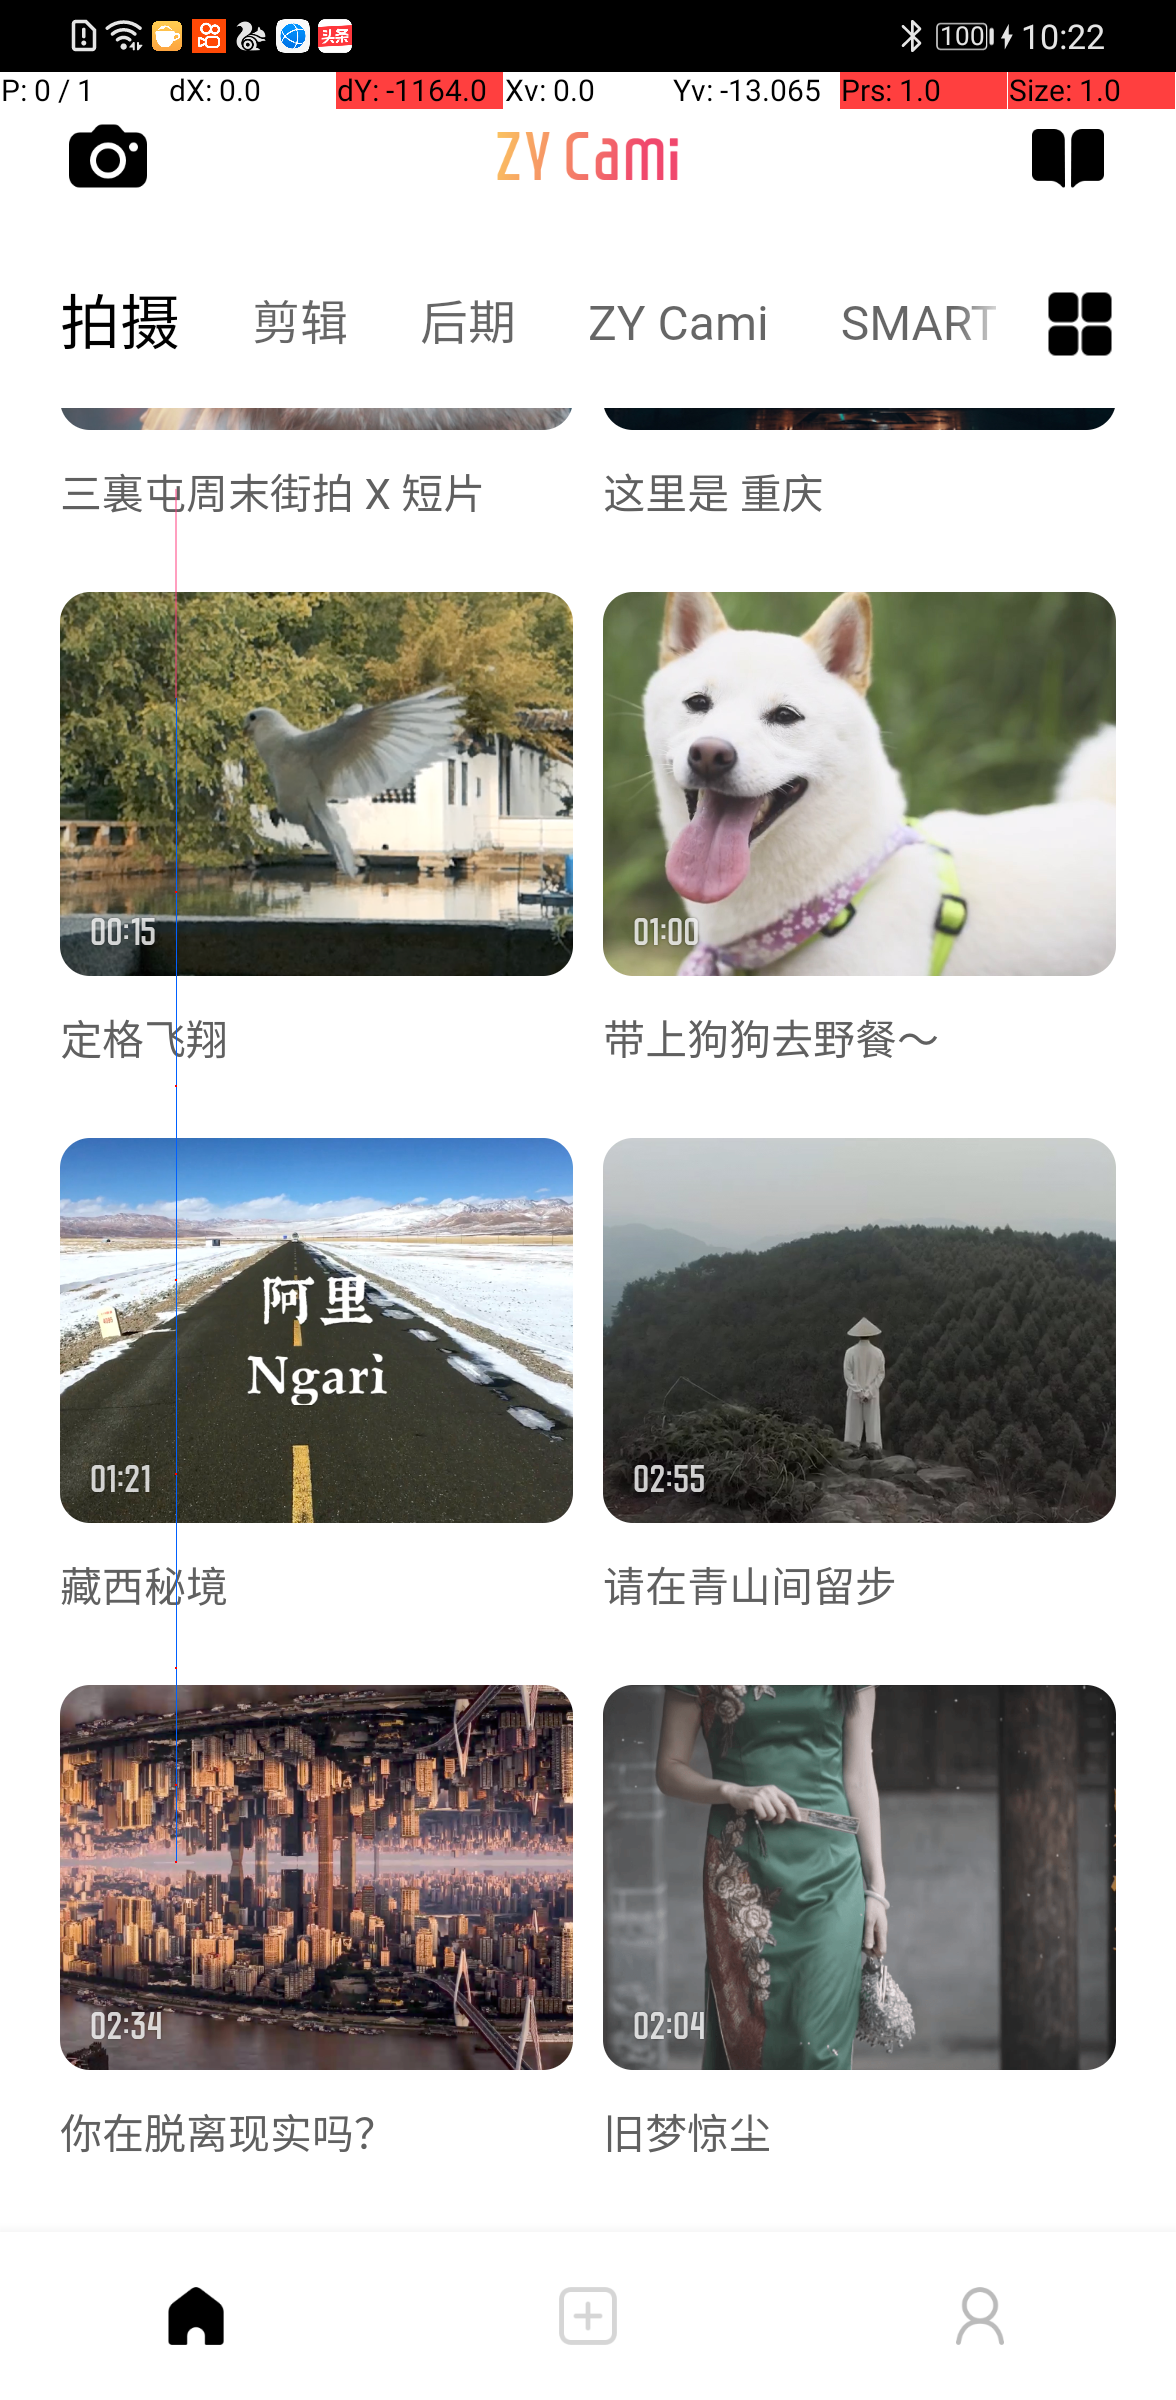 头条
100
10:22
P: 0 / 1
dX: 0.0
dY: -1164.0
Xv: 0.0
Yv: -13.065
Prs: 1.0
Size: 1.0
ZY Cami
拍摄
剪辑
后期
ZY Cami
SMART
三裏屯周末街拍 X 短片
这里是 重庆
00:15
01:00
定格飞翔
带上狗狗去野餐～
阿里
Ngari
01:21
02:55
藏西秘境
请在青山间留步
02:34
02:04
你在脱离现实吗?
旧梦惊尘